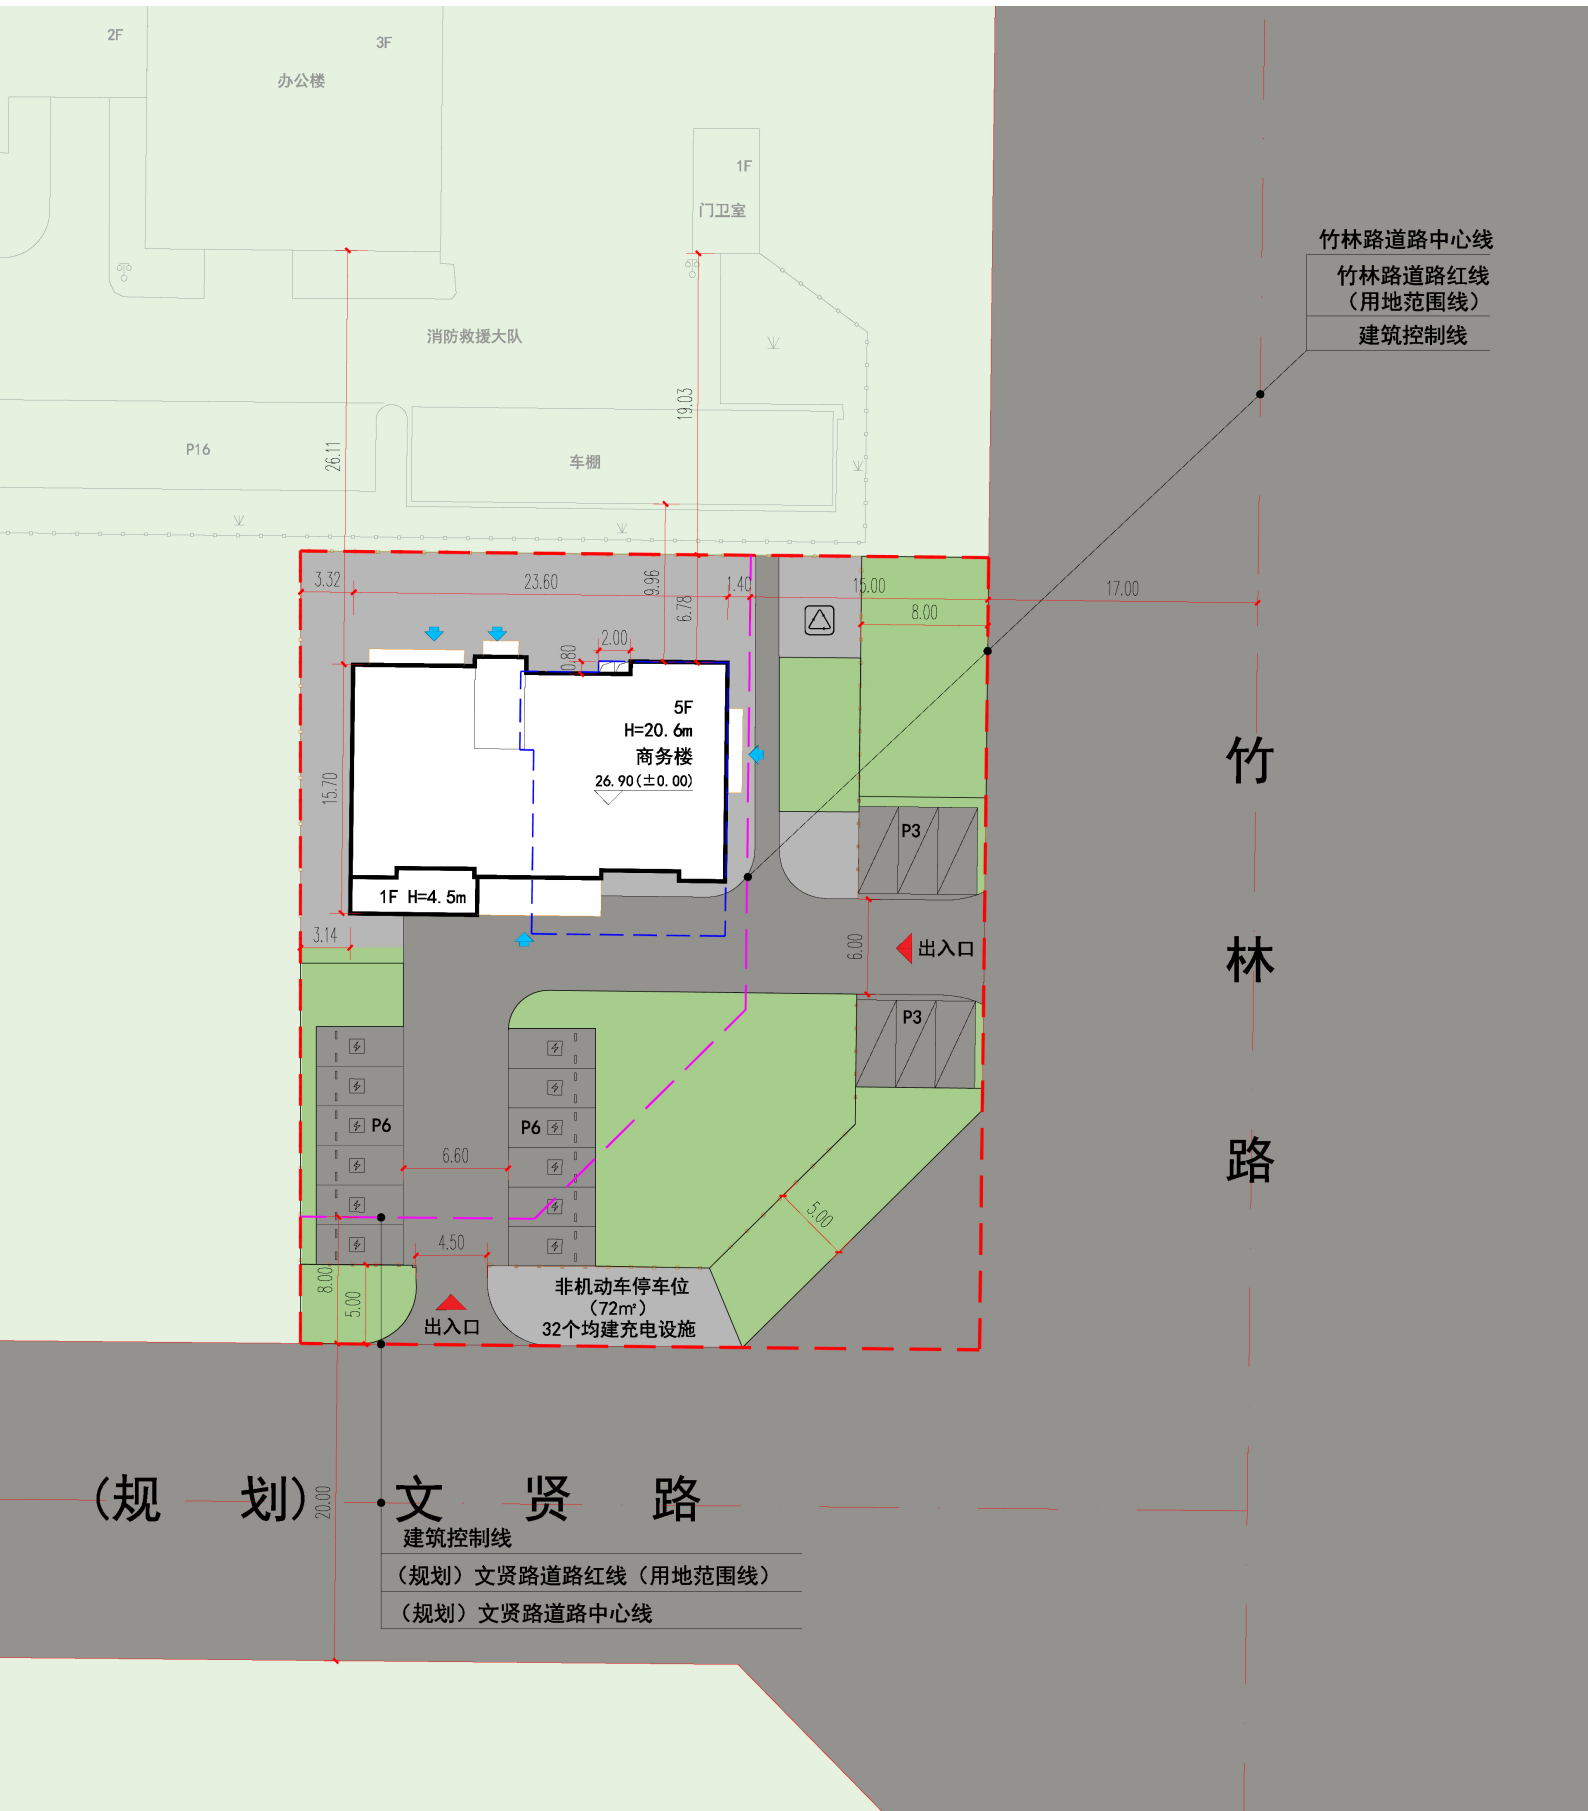 2F
3F
办公楼
1F
门卫室
竹林路道路中心线
竹林路道路红线
（用地范围线）
建筑控制线
消防救援大队
19.03
26.11
P16
车棚
3.32
23.60
9.96
6.78
1.40
15.00
17.00
8.00
2.00
0.80
5F
H=20.6m
商务楼
26.90(±0.00)
15.70
竹
林
路
P3
1F H=4.5m
3.14
6.00
出入口
P3
P6
P6
6.60
5.00
4.50
8.00
5.00
非机动车停车位
（72㎡）
32个均建充电设施
出入口
20.00
(规 划) 文 贤 路
建筑控制线
（规划）文贤路道路红线（用地范围线）
（规划）文贤路道路中心线